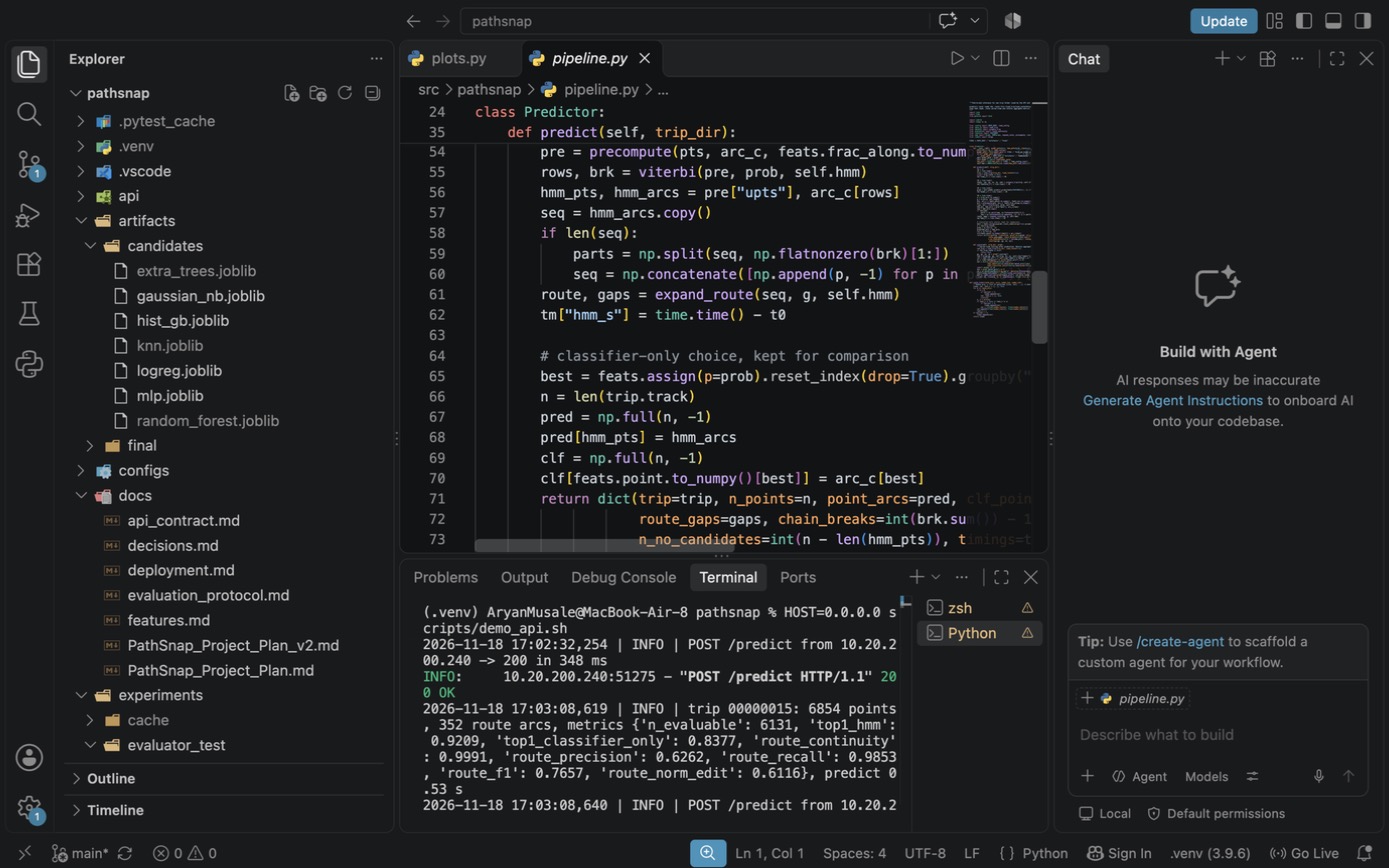 pathsnap
Update
Explorer
pathsnap
.pytest_cache
.venv
.vscode
api
artifacts
candidates
extra_trees.joblib
gaussian_nb.joblib
hist_gb.joblib
knn.joblib
logreg.joblib
mlp.joblib
random_forest.joblib
final
configs
docs
api_contract.md
decisions.md
deployment.md
evaluation_protocol.md
features.md
PathSnap_Project_Plan_v2.md
PathSnap_Project_Plan.md
experiments
cache
evaluator_test
Outline
Timeline
plots.py
pipeline.py
src > pathsnap > pipeline.py > ...
24 class Predictor:
35 def predict(self, trip_dir):
54 pre = precompute(pts, arc_c, feats.frac_along.to_num
55 rows, brk = viterbi(pre, prob, self.hmm)
56 hmm_pts, hmm_arcs = pre["upts"], arc_c[rows]
57 seq = hmm_arcs.copy()
58 if len(seq):
59 parts = np.split(seq, np.flatnonzero(brk)[1:])
60 seq = np.concatenate([np.append(p, -1) for p in
61 route, gaps = expand_route(seq, g, self.hmm)
62 tm["hmm_s"] = time.time() - t0
63
64 # classifier-only choice, kept for comparison
65 best = feats.assign(p=prob).reset_index(drop=True).groupby("
66 n = len(trip.track)
67 pred = np.full(n, -1)
68 pred[hmm_pts] = hmm_arcs
69 clf = np.full(n, -1)
70 clf[feats.point.to_numpy()[best]] = arc_c[best]
71 return dict(trip=trip, n_points=n, point_arcs=pred, clf_poin
72 route_gaps=gaps, chain_breaks=int(brk.sum()) - 1
73 n_no_candidates=int(n - len(hmm_pts)), timings=t
Problems Output Debug Console Terminal Ports
(.venv) AryanMusale@MacBook-Air-8 pathsnap % HOST=0.0.0.0 s
cripts/demo_api.sh
2026-11-18 17:02:32,254 | INFO | POST /predict from 10.20.2
00.240 -> 200 in 348 ms
INFO: 10.20.200.240:51275 - "POST /predict HTTP/1.1" 20
0 OK
2026-11-18 17:03:08,619 | INFO | trip 00000015: 6854 points
, 352 route arcs, metrics {'n_evaluable': 6131, 'top1_hmm':
0.9209, 'top1_classifier_only': 0.8377, 'route_continuity'
: 0.9991, 'route_precision': 0.6262, 'route_recall': 0.9853
, 'route_f1': 0.7657, 'route_norm_edit': 0.6116}, predict 0
.53 s
2026-11-18 17:03:08,640 | INFO | POST /predict from 10.20.2
zsh
Python
Chat
Build with Agent
AI responses may be inaccurate
Generate Agent Instructions to onboard AI
onto your codebase.
Tip: Use /create-agent to scaffold a
custom agent for your workflow.
pipeline.py
Describe what to build
Agent Models
Local Default permissions
1
1
main* 0 0
Ln 1, Col 1 Spaces: 4 UTF-8 LF { } Python Sign In .venv (3.9.6) Go Live